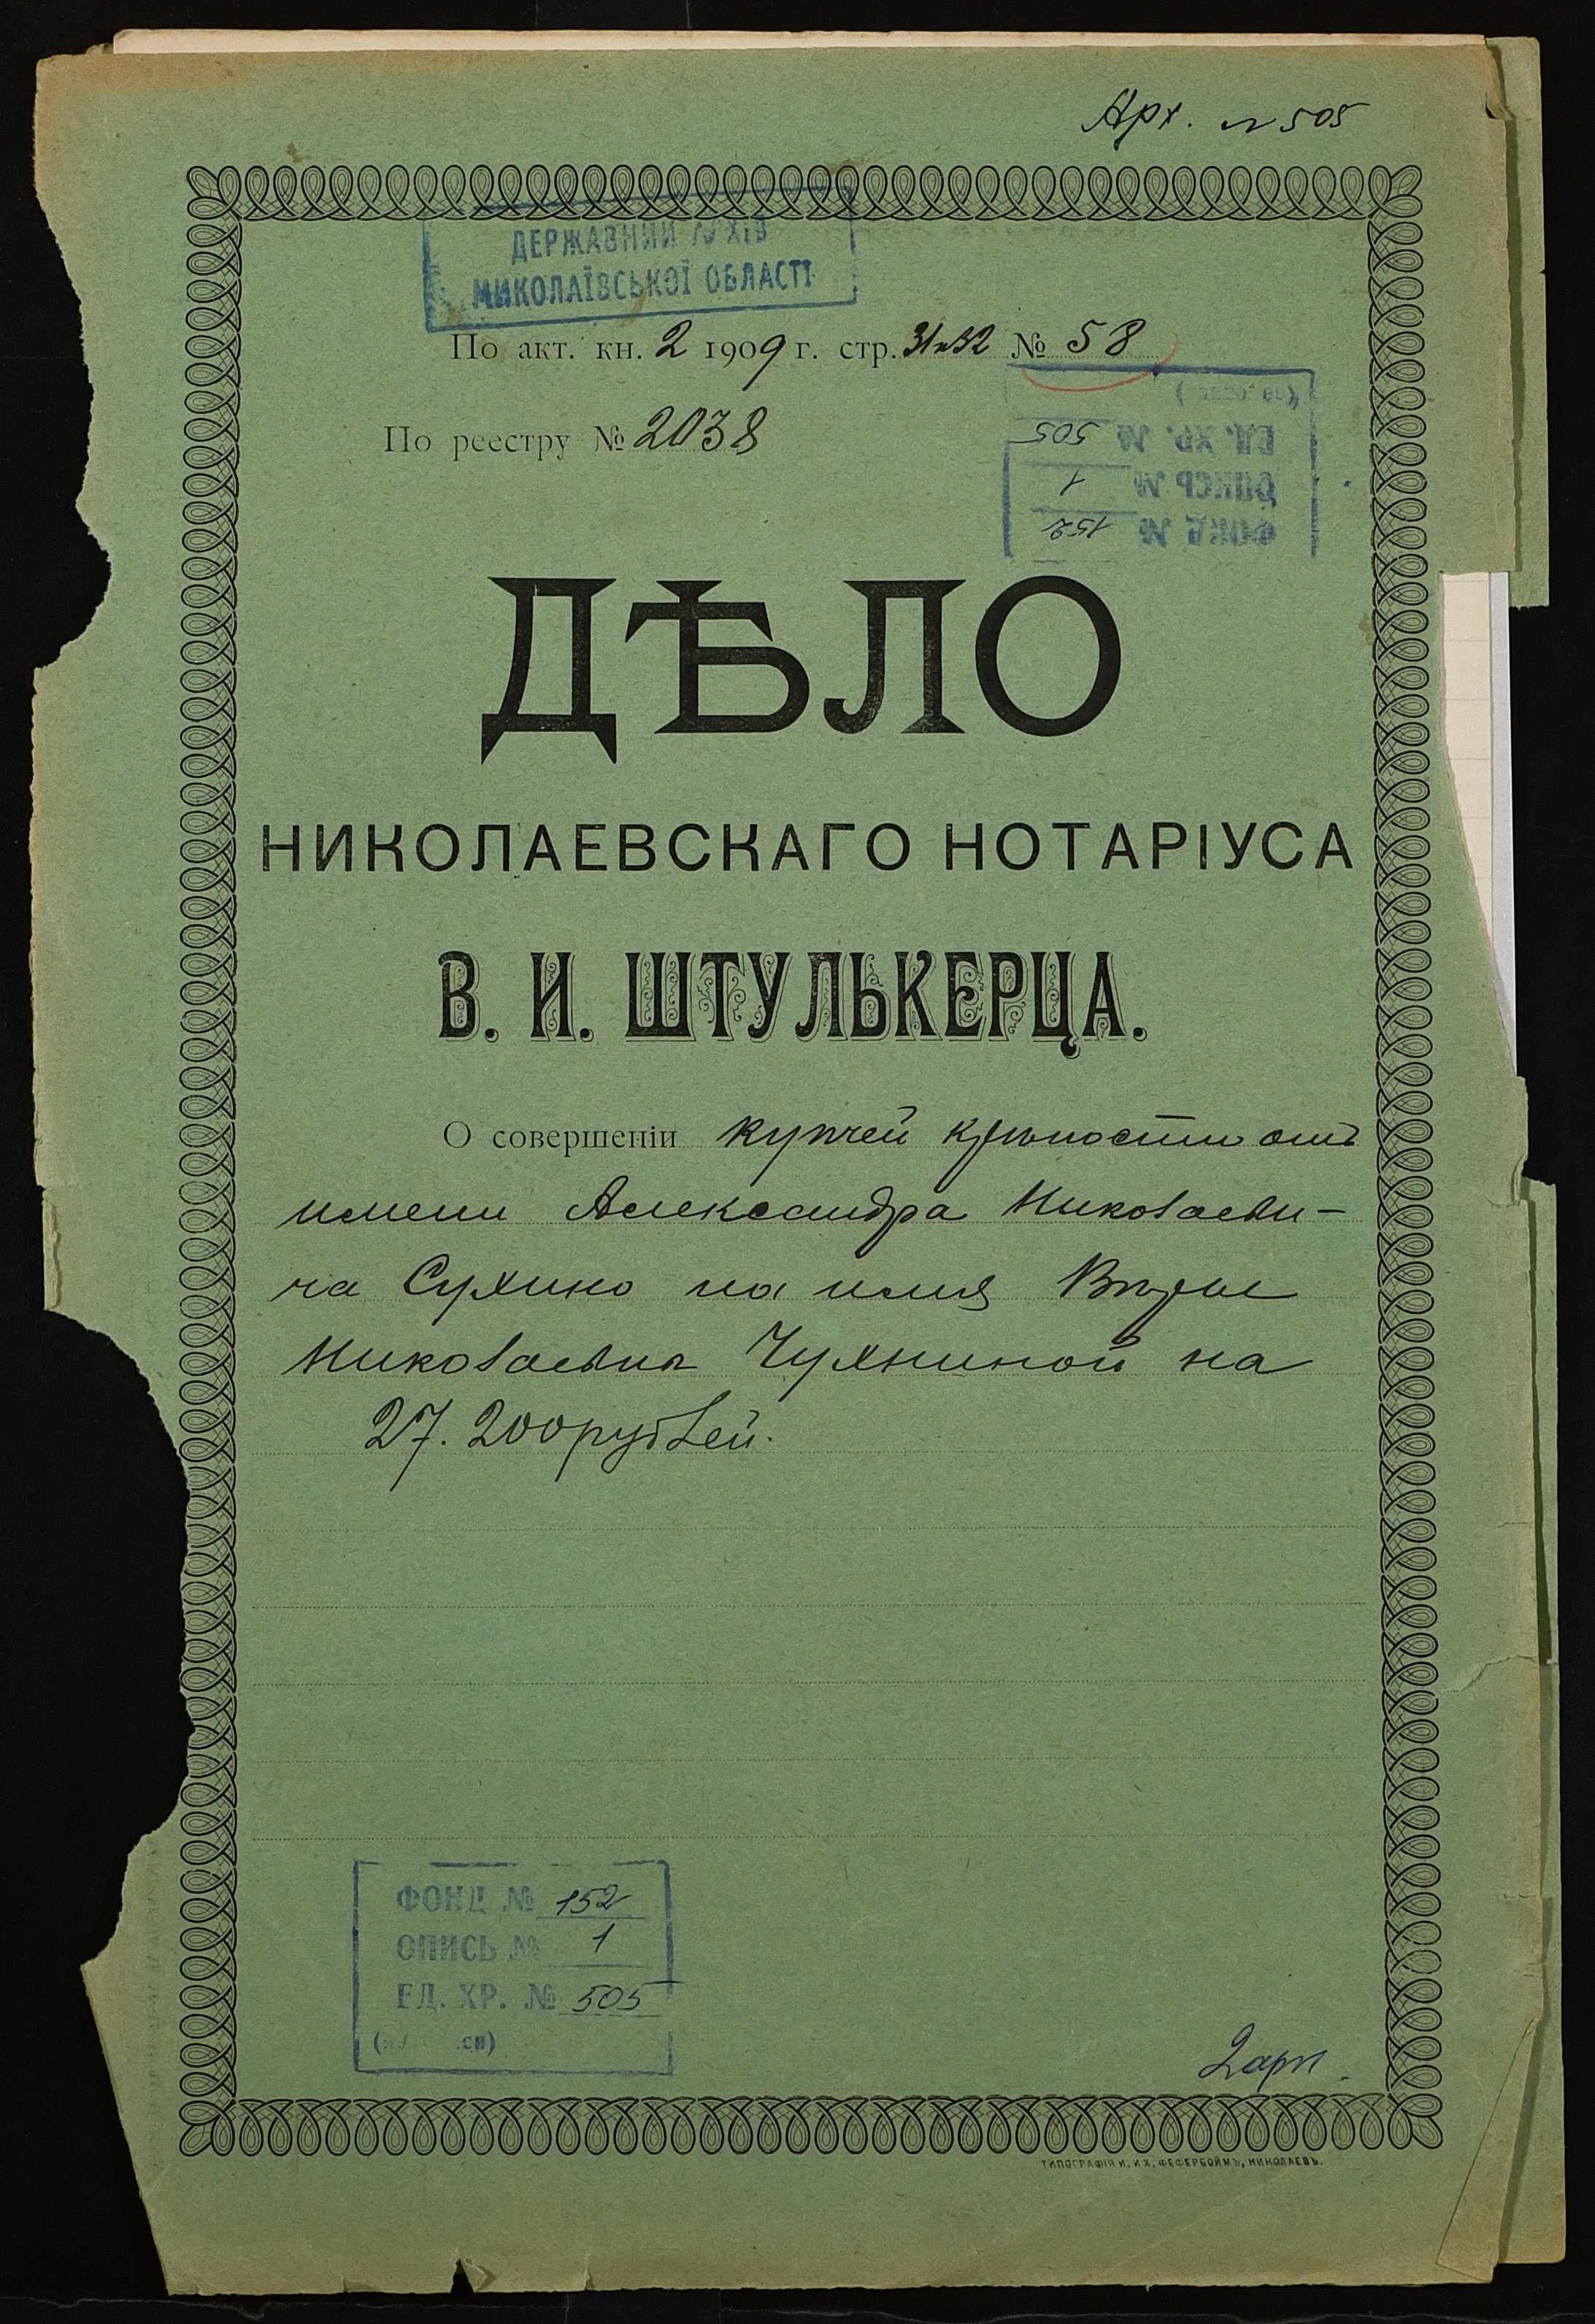 Арх. № 505
ДЕРЖАВНИЙ АРХІВ
МИКОЛАЇВСЬКОЇ ОБЛАСТІ
По акт. кн. 2 1909 г. стр. 31 и 32 № 58
По реестру № 2038
ЕД. ХР. № 505
ОПИСЬ № 1
ФОНД № 152
ДѢЛО
НИКОЛАЕВСКАГО НОТАРІУСА
В. И. ШТУЛЬКЕРЦА.
О совершеніи купчей крѣпости отъ
имени Александра Николаеви-
ча Сухино на имя Вѣры
Николаевны Чухниной на
27.200 рублей.
ФОНД № 152
ОПИСЬ № 1
ЕД. ХР. № 505
ТИПОГРАФІЯ И. И Х. ФЕФЕРБОЙМЪ, НИКОЛАЕВЪ.